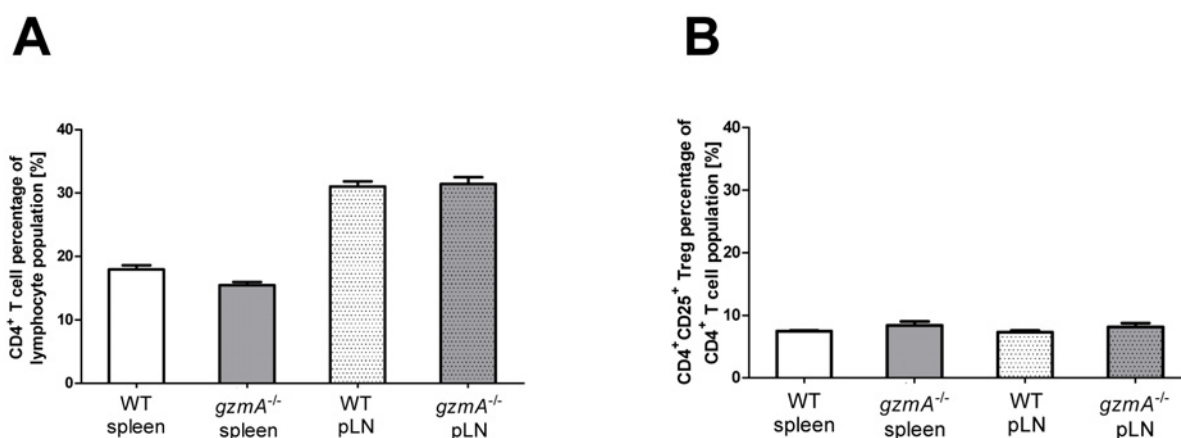 A
CD4⁺ T cell percentage of
lymphocyte population [%]
40
30
20
10
0
WT
spleen
gzmA⁻/⁻
spleen
WT
pLN
gzmA⁻/⁻
pLN
B
CD4⁺CD25⁺ Treg percentage of
CD4⁺ T cell population [%]
40
30
20
10
0
WT
spleen
gzmA⁻/⁻
spleen
WT
pLN
gzmA⁻/⁻
pLN